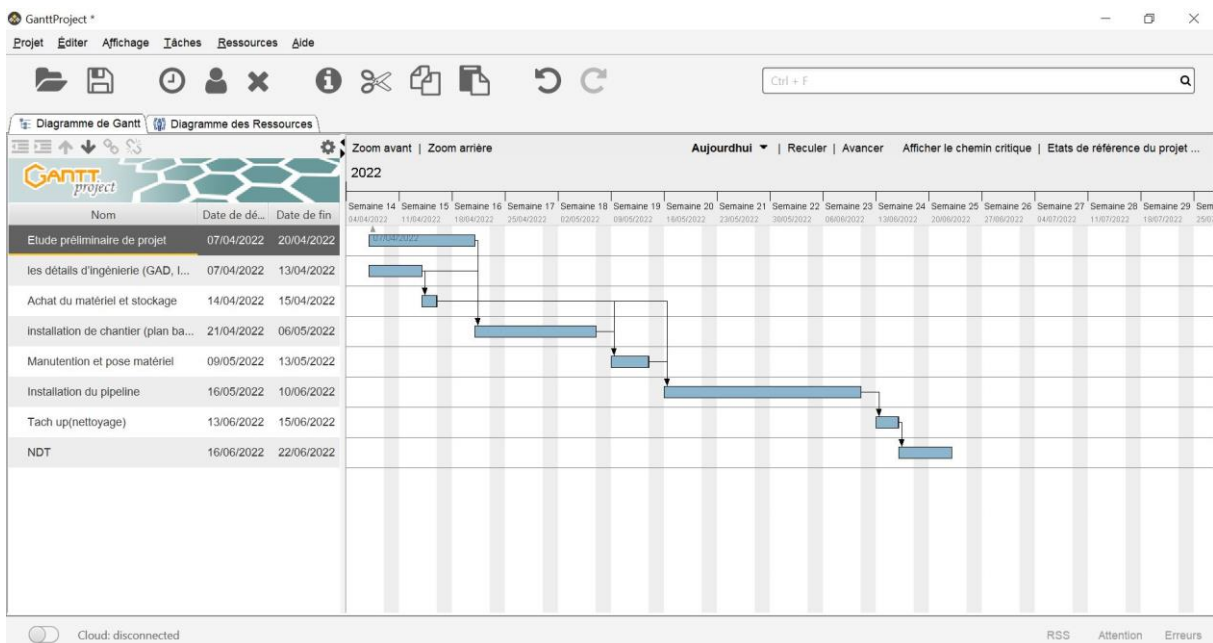 GanttProject *
Projet Éditer Affichage Tâches Ressources Aide
Ctrl + F
Diagramme de Gantt Diagramme des Ressources
Zoom avant | Zoom arrière Aujourd'hui | Reculer | Avancer Afficher le chemin critique | Etats de référence du projet ...
GANTT project
2022
Nom Date de dé... Date de fin
Semaine 14 Semaine 15 Semaine 16 Semaine 17 Semaine 18 Semaine 19 Semaine 20 Semaine 21 Semaine 22 Semaine 23 Semaine 24 Semaine 25 Semaine 26 Semaine 27 Semaine 28 Semaine 29 Sem
04/04/2022 11/04/2022 18/04/2022 25/04/2022 02/05/2022 09/05/2022 16/05/2022 23/05/2022 30/05/2022 06/06/2022 13/06/2022 20/06/2022 27/06/2022 04/07/2022 11/07/2022 18/07/2022 25/07
Etude préliminaire de projet 07/04/2022 20/04/2022 07/04/2022
les détails d'ingénierie (GAD, I... 07/04/2022 13/04/2022
Achat du matériel et stockage 14/04/2022 15/04/2022
installation de chantier (plan ba... 21/04/2022 06/05/2022
Manutention et pose matériel 09/05/2022 13/05/2022
Installation du pipeline 16/05/2022 10/06/2022
Tach up(nettoyage) 13/06/2022 15/06/2022
NDT 16/06/2022 22/06/2022
Cloud: disconnected RSS Attention Erreurs